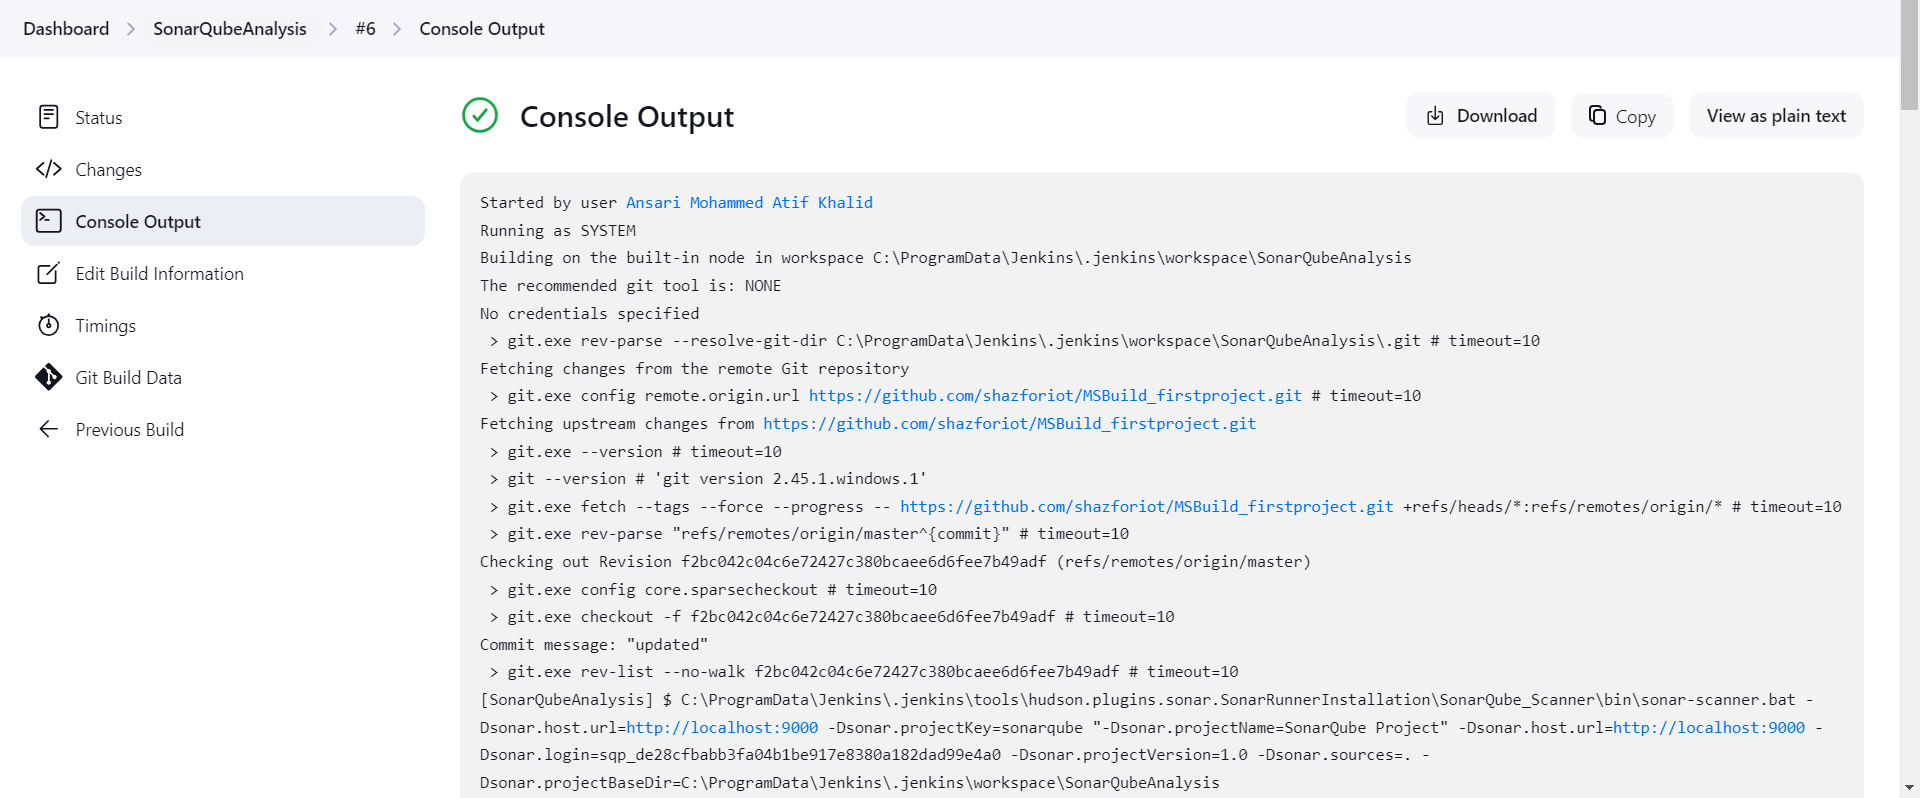 Dashboard > SonarQubeAnalysis > #6 > Console Output
Status
Changes
Console Output
Edit Build Information
Timings
Git Build Data
Previous Build
Console Output
Download
Copy
View as plain text
Started by user Ansari Mohammed Atif Khalid
Running as SYSTEM
Building on the built-in node in workspace C:\ProgramData\Jenkins\.jenkins\workspace\SonarQubeAnalysis
The recommended git tool is: NONE
No credentials specified
 > git.exe rev-parse --resolve-git-dir C:\ProgramData\Jenkins\.jenkins\workspace\SonarQubeAnalysis\.git # timeout=10
Fetching changes from the remote Git repository
 > git.exe config remote.origin.url https://github.com/shazforiot/MSBuild_firstproject.git # timeout=10
Fetching upstream changes from https://github.com/shazforiot/MSBuild_firstproject.git
 > git.exe --version # timeout=10
 > git --version # 'git version 2.45.1.windows.1'
 > git.exe fetch --tags --force --progress -- https://github.com/shazforiot/MSBuild_firstproject.git +refs/heads/*:refs/remotes/origin/* # timeout=10
 > git.exe rev-parse "refs/remotes/origin/master^{commit}" # timeout=10
Checking out Revision f2bc042c04c6e72427c380bcaee6d6fee7b49adf (refs/remotes/origin/master)
 > git.exe config core.sparsecheckout # timeout=10
 > git.exe checkout -f f2bc042c04c6e72427c380bcaee6d6fee7b49adf # timeout=10
Commit message: "updated"
 > git.exe rev-list --no-walk f2bc042c04c6e72427c380bcaee6d6fee7b49adf # timeout=10
[SonarQubeAnalysis] $ C:\ProgramData\Jenkins\.jenkins\tools\hudson.plugins.sonar.SonarRunnerInstallation\SonarQube_Scanner\bin\sonar-scanner.bat -
Dsonar.host.url=http://localhost:9000 -Dsonar.projectKey=sonarqube "-Dsonar.projectName=SonarQube Project" -Dsonar.host.url=http://localhost:9000 -
Dsonar.login=sqp_de28cfbabb3fa04b1be917e8380a182dad99e4a0 -Dsonar.projectVersion=1.0 -Dsonar.sources=. -
Dsonar.projectBaseDir=C:\ProgramData\Jenkins\.jenkins\workspace\SonarQubeAnalysis